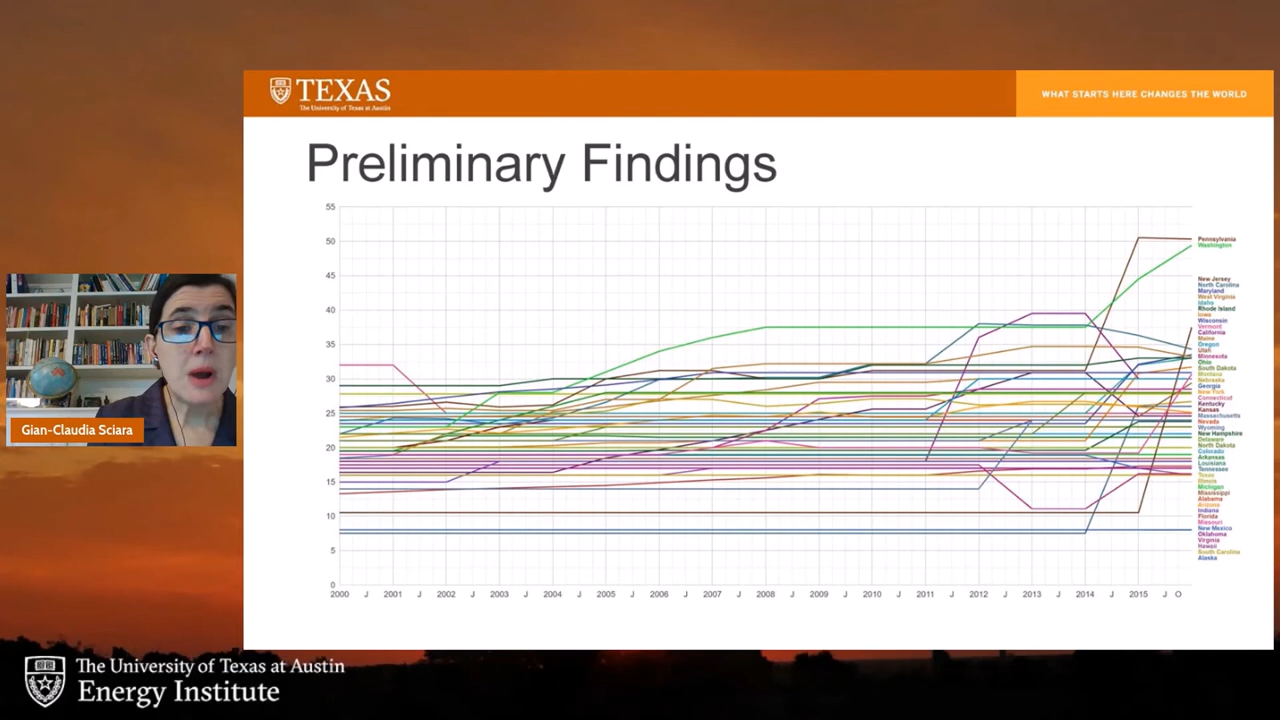 TEXAS
The University of Texas at Austin
WHAT STARTS HERE CHANGES THE WORLD
Preliminary Findings
55
50
45
40
35
30
25
20
15
10
5
0
2000 J 2001 J 2002 J 2003 J 2004 J 2005 J 2006 J 2007 J 2008 J 2009 J 2010 J 2011 J 2012 J 2013 J 2014 J 2015 J O
Pennsylvania
Washington
New Jersey
North Carolina
Maryland
West Virginia
Idaho
Rhode Island
Iowa
Wisconsin
Vermont
California
Maine
Oregon
Utah
Minnesota
Ohio
South Dakota
Montana
Nebraska
Georgia
New York
Connecticut
Kentucky
Kansas
Massachusetts
Nevada
Wyoming
New Hampshire
Delaware
North Dakota
Colorado
Arkansas
Louisiana
Tennessee
Texas
Illinois
Michigan
Mississippi
Alabama
Arizona
Indiana
Florida
Missouri
New Mexico
Oklahoma
Virginia
Hawaii
South Carolina
Alaska
Gian-Claudia Sciara
The University of Texas at Austin
Energy Institute